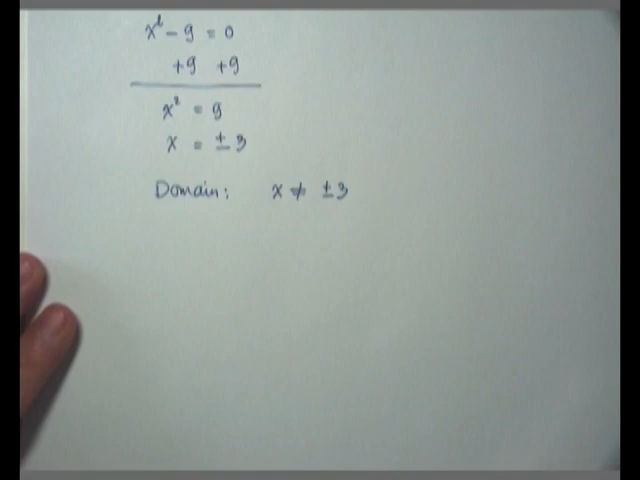 x² - 9 = 0
+9 +9
x² = 9
x = ± 3
Domain: x ≠ ±3